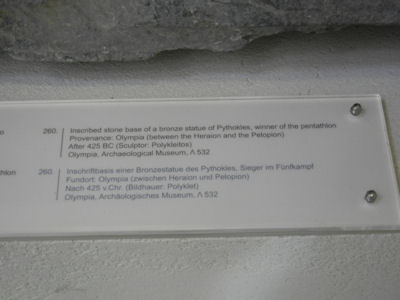 o 260. Inscribed stone base of a bronze statue of Pythokles, winner of the pentathlon
Provenance: Olympia (between the Heraion and the Pelopion)
After 425 BC (Sculptor: Polykleitos)
Olympia, Archaeological Museum, Λ 532
athlon 260. Inschriftbasis einer Bronzestatue des Pythokles, Sieger im Fünfkampf
Fundort: Olympia (zwischen Heraion und Pelopion)
Nach 425 v.Chr. (Bildhauer: Polyklet)
Olympia, Archäologisches Museum, Λ 532